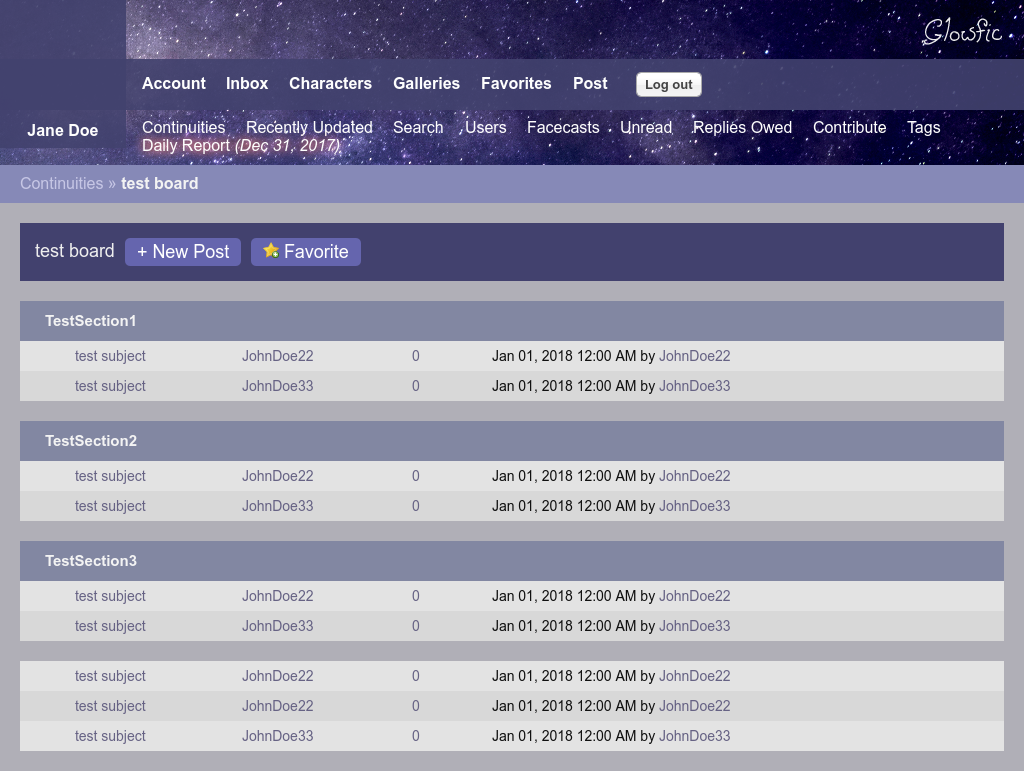 Glowfic
Account Inbox Characters Galleries Favorites Post Log out
Jane Doe
Continuities Recently Updated Search Users Facecasts Unread Replies Owed Contribute Tags
Daily Report (Dec 31, 2017)
Continuities » test board
test board + New Post Favorite
TestSection1
test subject JohnDoe22 0 Jan 01, 2018 12:00 AM by JohnDoe22
test subject JohnDoe33 0 Jan 01, 2018 12:00 AM by JohnDoe33
TestSection2
test subject JohnDoe22 0 Jan 01, 2018 12:00 AM by JohnDoe22
test subject JohnDoe33 0 Jan 01, 2018 12:00 AM by JohnDoe33
TestSection3
test subject JohnDoe22 0 Jan 01, 2018 12:00 AM by JohnDoe22
test subject JohnDoe33 0 Jan 01, 2018 12:00 AM by JohnDoe33
test subject JohnDoe22 0 Jan 01, 2018 12:00 AM by JohnDoe22
test subject JohnDoe22 0 Jan 01, 2018 12:00 AM by JohnDoe22
test subject JohnDoe33 0 Jan 01, 2018 12:00 AM by JohnDoe33